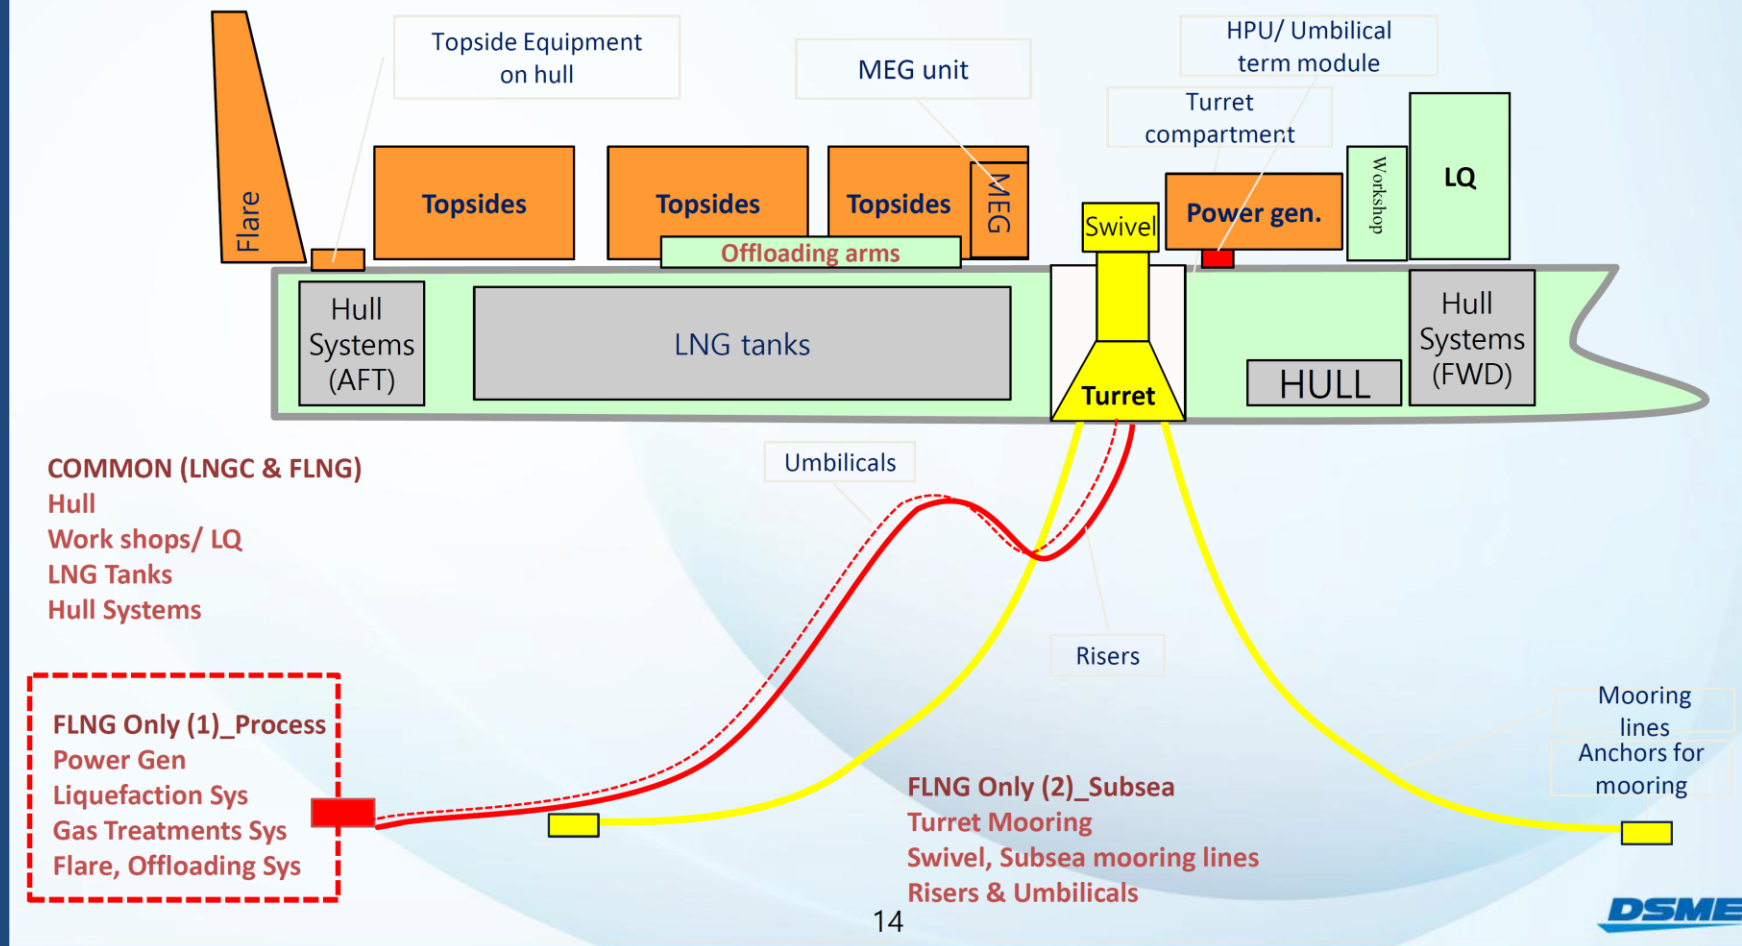 Topside Equipment
on hull
MEG unit
HPU/ Umbilical
term module
Turret
compartment
Flare
Topsides
Topsides
Topsides
MEG
Offloading arms
Swivel
Power gen.
Workshop
LQ
Hull
Systems
(AFT)
LNG tanks
Turret
HULL
Hull
Systems
(FWD)
COMMON (LNGC & FLNG)
Hull
Work shops/ LQ
LNG Tanks
Hull Systems
Umbilicals
Risers
Mooring
lines
Anchors for
mooring
FLNG Only (1)_Process
Power Gen
Liquefaction Sys
Gas Treatments Sys
Flare, Offloading Sys
FLNG Only (2)_Subsea
Turret Mooring
Swivel, Subsea mooring lines
Risers & Umbilicals
14
DSME